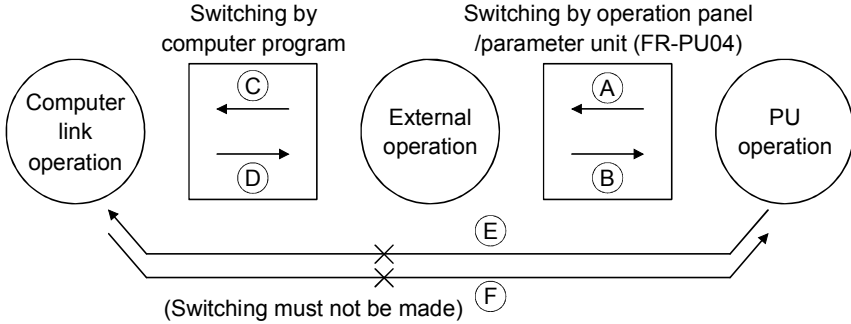 Switching by
computer program
Switching by operation panel
/parameter unit (FR-PU04)
Computer
link
operation
C
D
External
operation
A
B
PU
operation
E
F
(Switching must not be made)